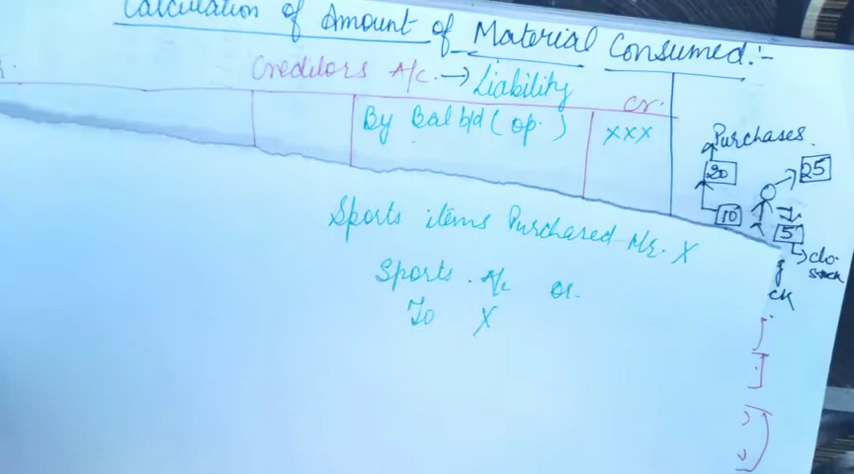 Calculation of Amount of Material Consumed:-
Creditors A/c. → Liability
cr.
By Bal b/d (op.) xxx
Purchases.
20
25
10
5
clo.
stock
ck
Sports items Purchased Mr. X
Sports A/c
To X